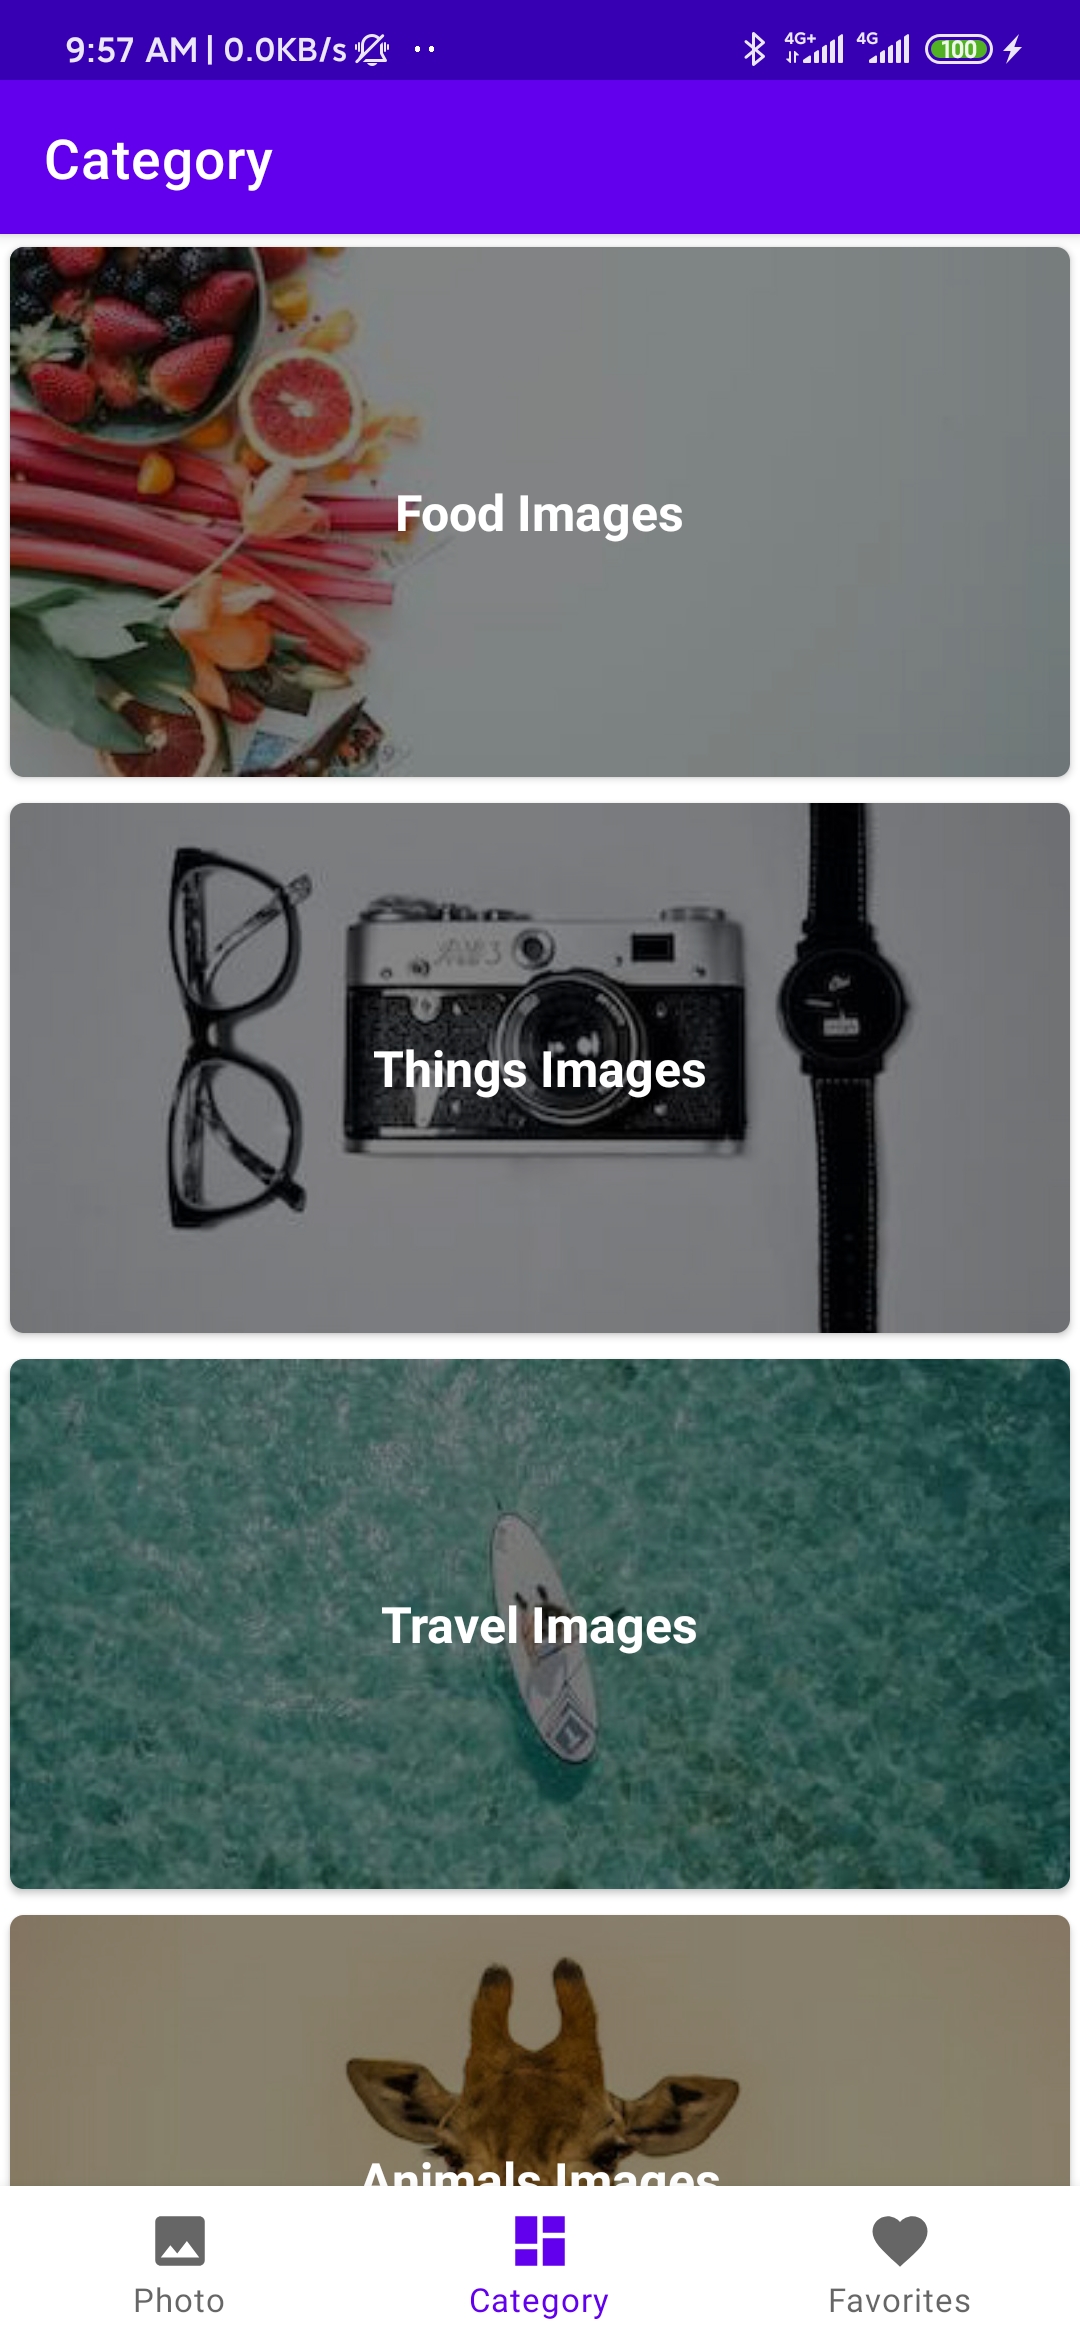 9:57 AM | 0.0KB/s
4G+ 4G 100
Category
Food Images
Things Images
Travel Images
Animals Images
Photo
Category
Favorites